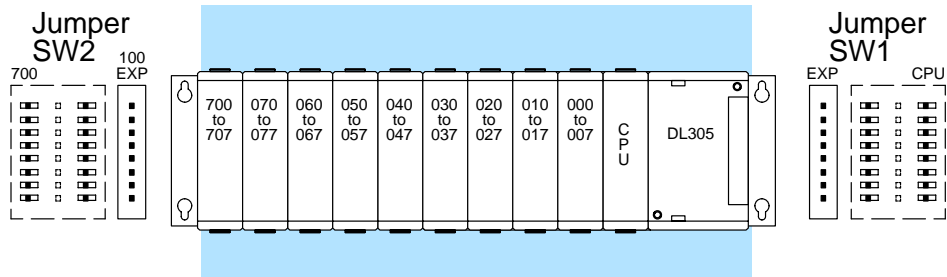 Jumper
SW2
700
100
EXP
700
to
707
070
to
077
060
to
067
050
to
057
040
to
047
030
to
037
020
to
027
010
to
017
000
to
007
C
P
U
DL305
Jumper
SW1
EXP
CPU